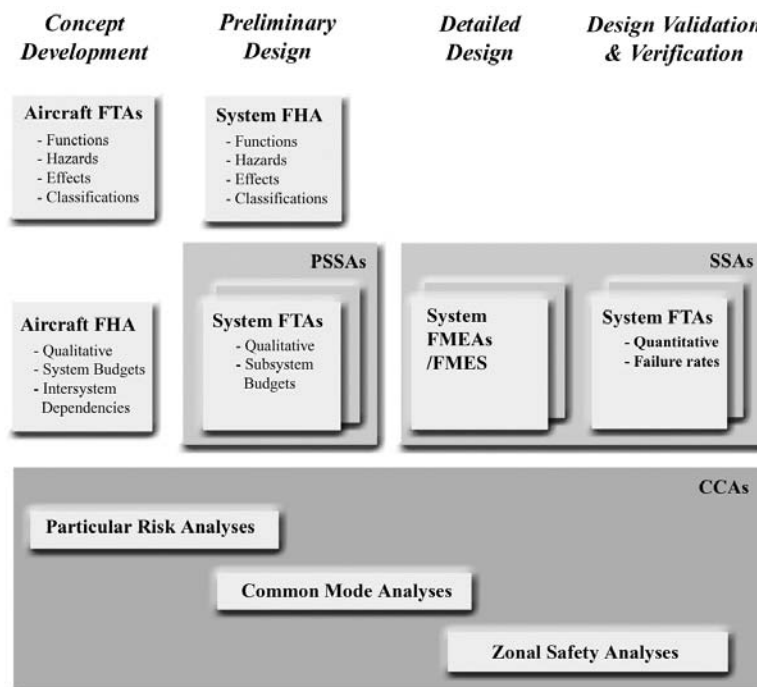 Concept
Development
Preliminary
Design
Detailed
Design
Design Validation
& Verification
Aircraft FTAs
- Functions
- Hazards
- Effects
- Classifications
System FHA
- Functions
- Hazards
- Effects
- Classifications
PSSAs
SSAs
Aircraft FHA
- Qualitative
- System Budgets
- Intersystem
Dependencies
System FTAs
- Qualitative
- Subsystem
Budgets
System
FMEAs
/FMES
System FTAs
- Quantitative
- Failure rates
CCAs
Particular Risk Analyses
Common Mode Analyses
Zonal Safety Analyses